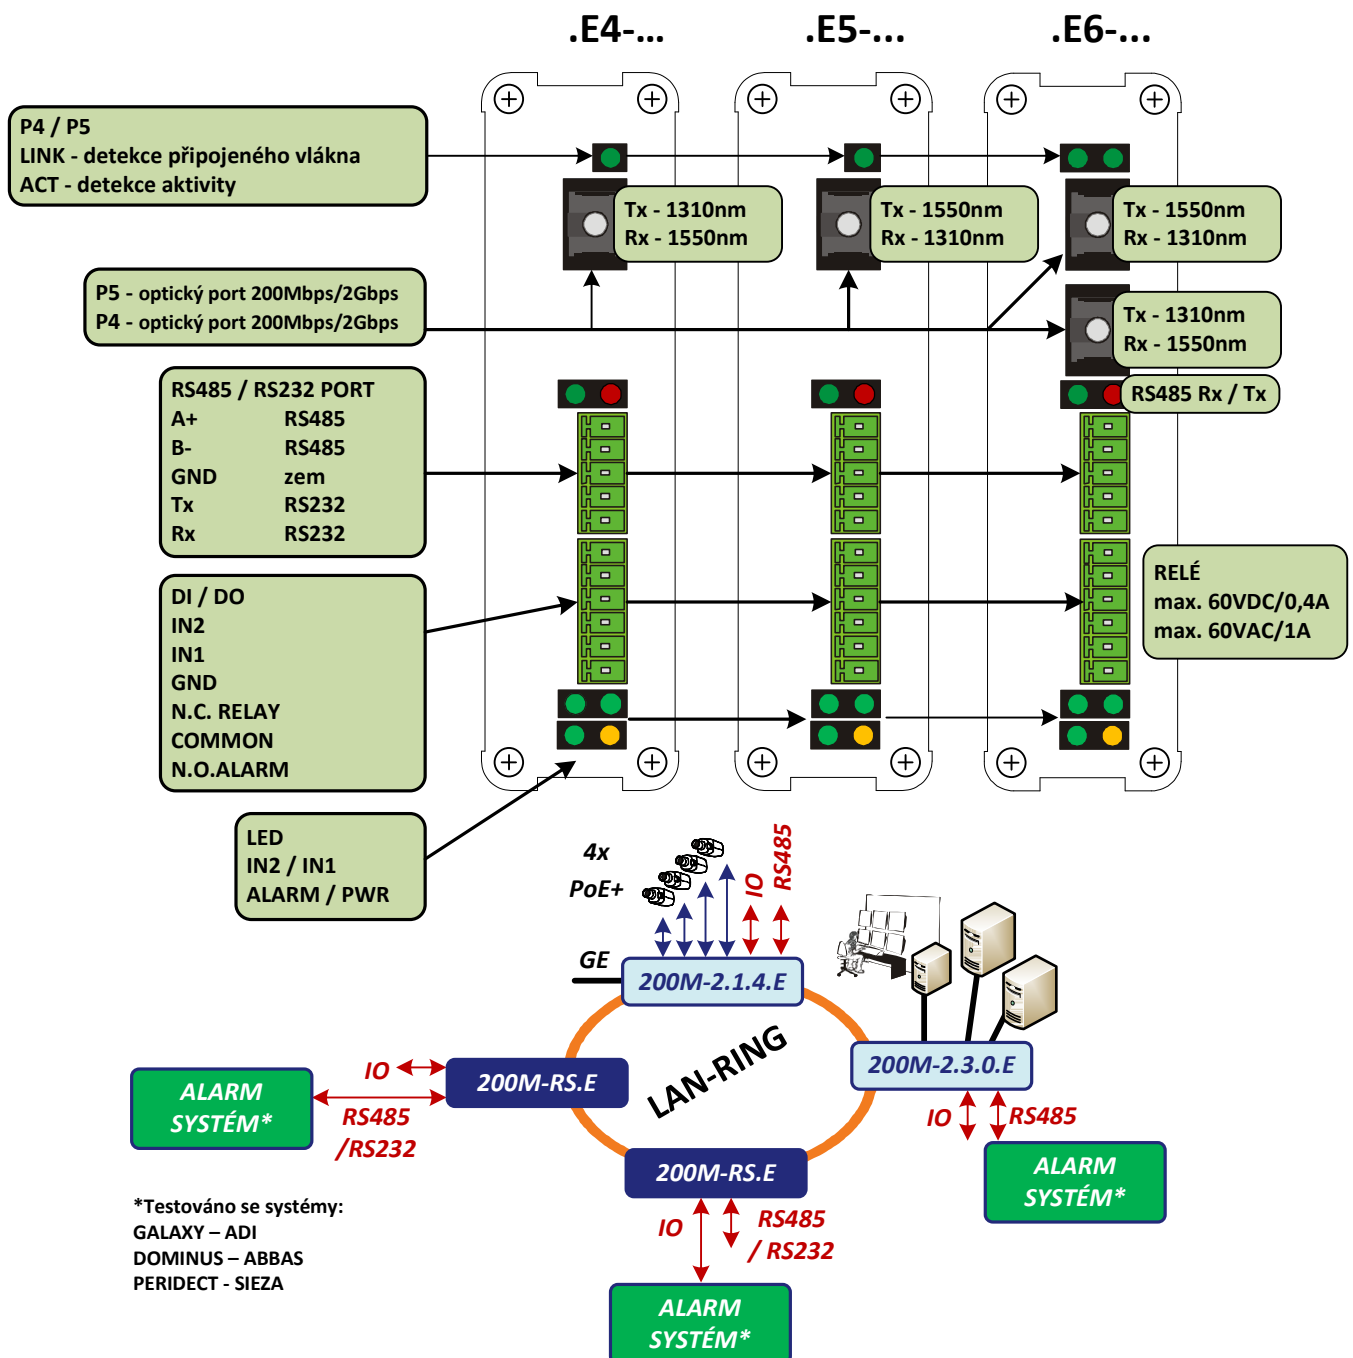 .E4-...
.E5-...
.E6-...
P4 / P5
LINK - detekce připojeného vlákna
ACT - detekce aktivity
Tx - 1310nm
Rx - 1550nm
Tx - 1550nm
Rx - 1310nm
Tx - 1550nm
Rx - 1310nm
P5 - optický port 200Mbps/2Gbps
P4 - optický port 200Mbps/2Gbps
Tx - 1310nm
Rx - 1550nm
RS485 / RS232 PORT
A+ RS485
B- RS485
GND zem
Tx RS232
Rx RS232
RS485 Rx / Tx
DI / DO
IN2
IN1
GND
N.C. RELAY
COMMON
N.O.ALARM
RELÉ
max. 60VDC/0,4A
max. 60VAC/1A
LED
IN2 / IN1
ALARM / PWR
4x
PoE+
IO
RS485
GE
200M-2.1.4.E
LAN-RING
200M-2.3.0.E
IO
RS485
ALARM
SYSTÉM*
200M-RS.E
IO
RS485
/RS232
ALARM
SYSTÉM*
200M-RS.E
IO
RS485
/ RS232
ALARM
SYSTÉM*
*Testováno se systémy:
GALAXY – ADI
DOMINUS – ABBAS
PERIDECT - SIEZA